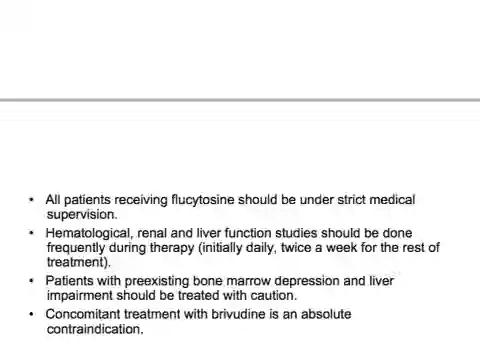 • All patients receiving flucytosine should be under strict medical
supervision.
• Hematological, renal and liver function studies should be done
frequently during therapy (initially daily, twice a week for the rest of
treatment).
• Patients with preexisting bone marrow depression and liver
impairment should be treated with caution.
• Concomitant treatment with brivudine is an absolute
contraindication.